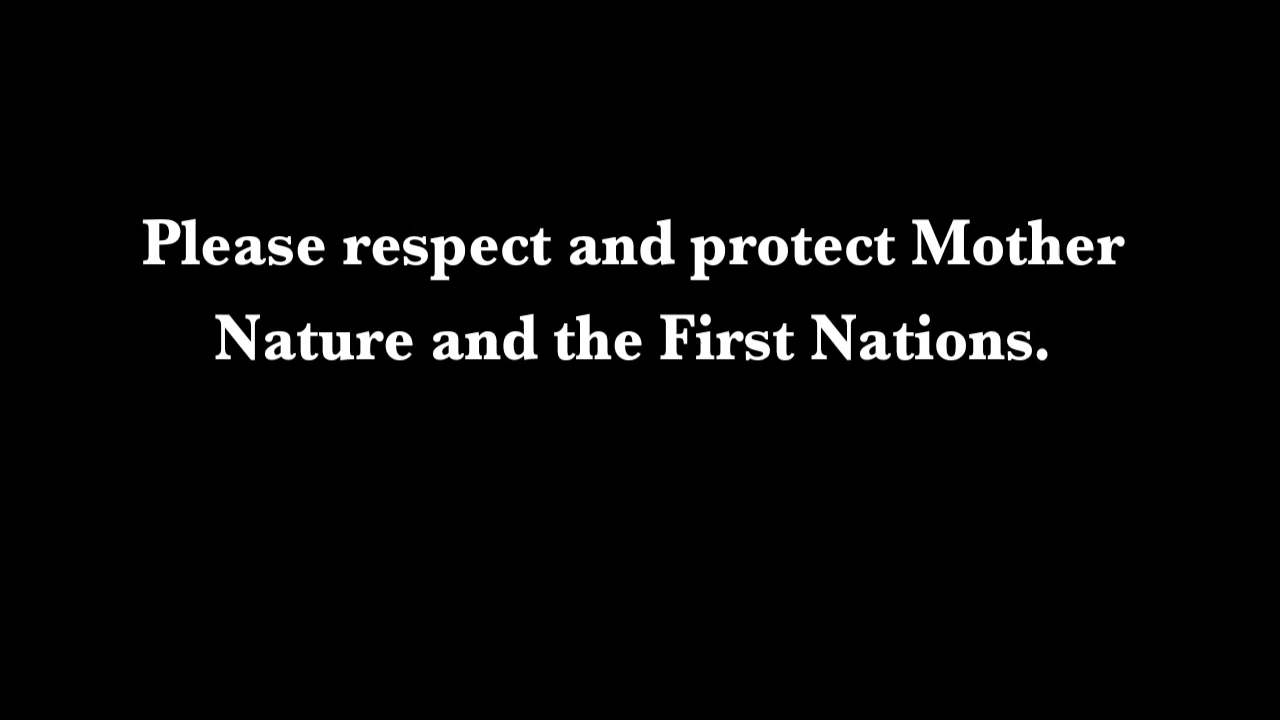 Please respect and protect Mother
Nature and the First Nations.